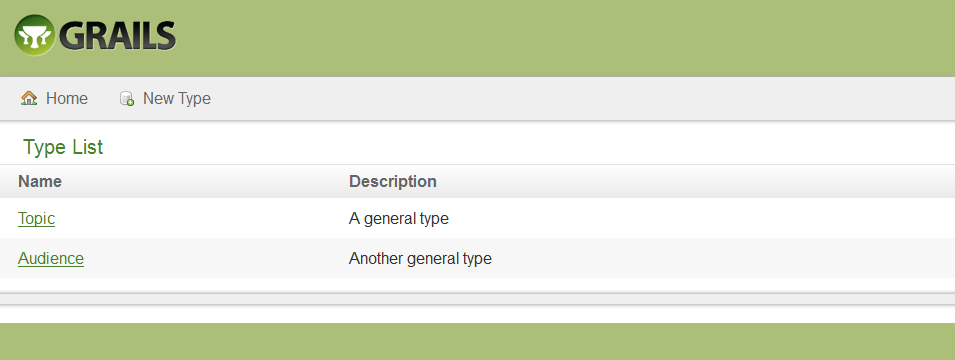 GRAILS
Home New Type
Type List
Name Description
Topic A general type
Audience Another general type